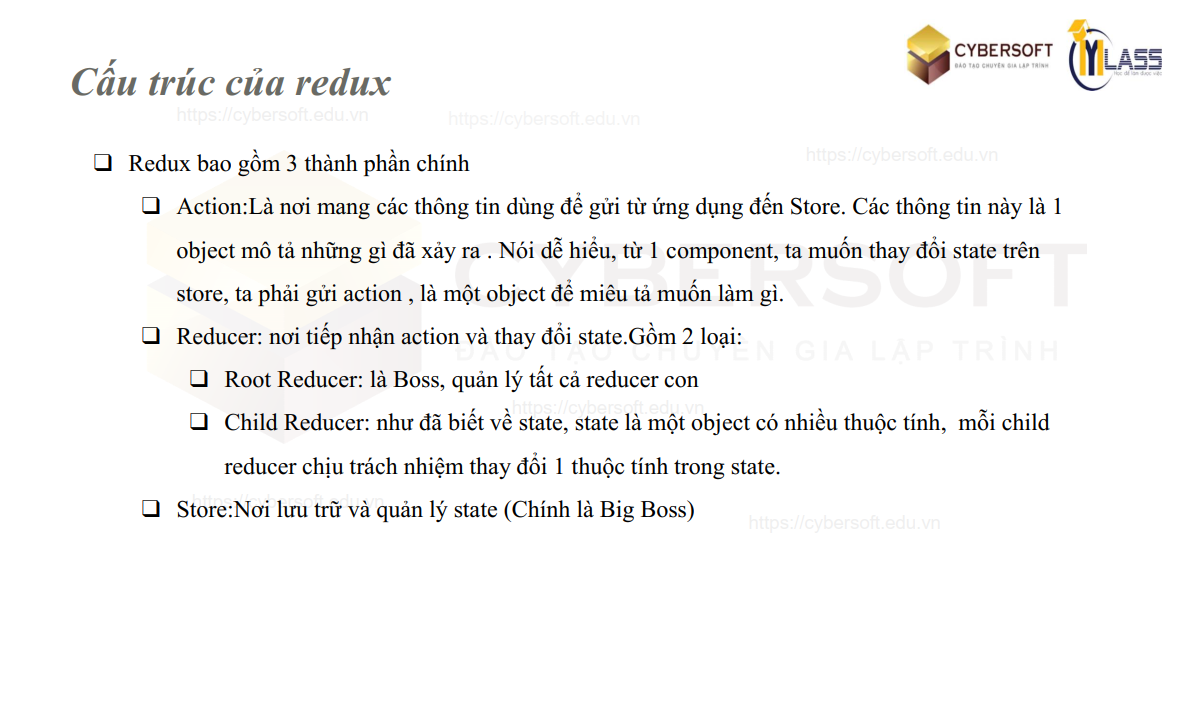 CYBERSOFT
ĐÀO TẠO CHUYÊN GIA LẬP TRÌNH
MYCLASS
Học để làm được việc
Cấu trúc của redux
https://cybersoft.edu.vn
https://cybersoft.edu.vn
https://cybersoft.edu.vn
❑ Redux bao gồm 3 thành phần chính
❑ Action:Là nơi mang các thông tin dùng để gửi từ ứng dụng đến Store. Các thông tin này là 1
object mô tả những gì đã xảy ra . Nói dễ hiểu, từ 1 component, ta muốn thay đổi state trên
store, ta phải gửi action , là một object để miêu tả muốn làm gì.
CYBERSOFT
❑ Reducer: nơi tiếp nhận action và thay đổi state.Gồm 2 loại:
ĐÀO TẠO CHUYÊN GIA LẬP TRÌNH
❑ Root Reducer: là Boss, quản lý tất cả reducer con
https://cybersoft.edu.vn
❑ Child Reducer: như đã biết về state, state là một object có nhiều thuộc tính, mỗi child
reducer chịu trách nhiệm thay đổi 1 thuộc tính trong state.
https://cybersoft.edu.vn
❑ Store:Nơi lưu trữ và quản lý state (Chính là Big Boss)
https://cybersoft.edu.vn